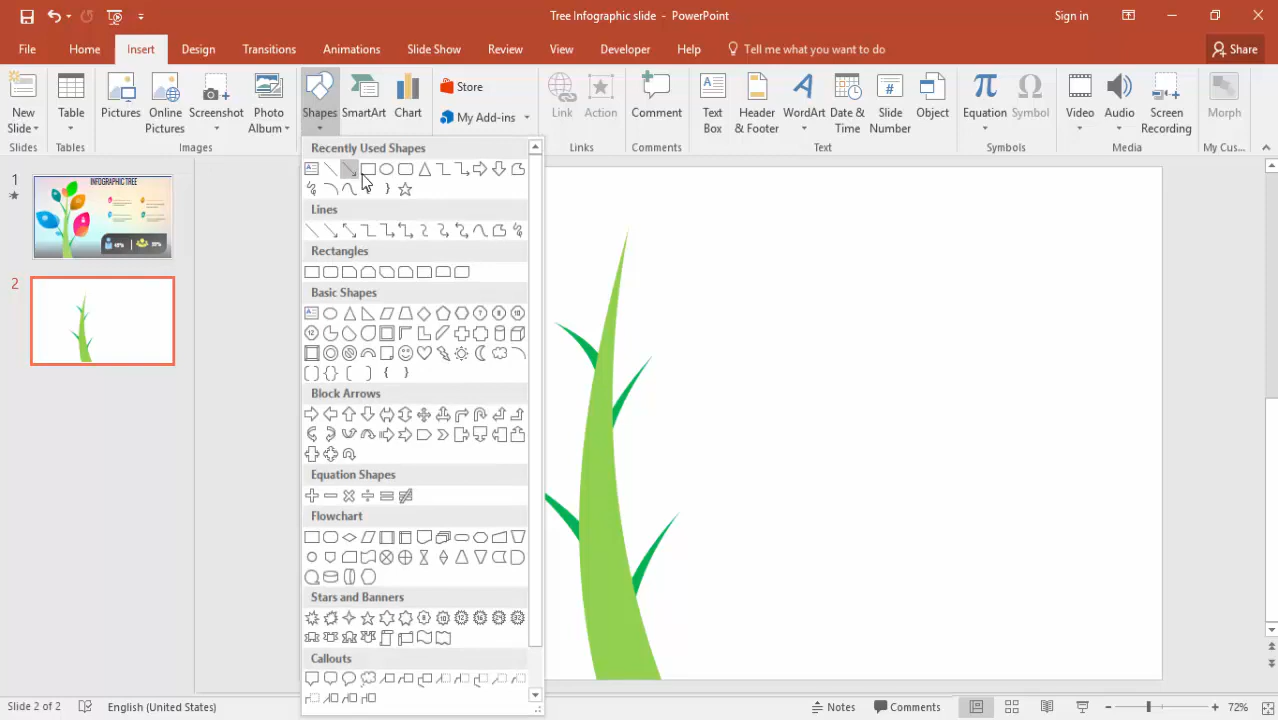 Tree Infographic slide - PowerPoint
Sign in
File Home Insert Design Transitions Animations Slide Show Review View Developer Help Tell me what you want to do Share
New Slide
Table
Pictures
Online Pictures
Screenshot
Photo Album
Shapes
SmartArt
Chart
Store
My Add-ins
Link
Action
Comment
Text Box
Header & Footer
WordArt
Date & Time
Slide Number
Object
Equation
Symbol
Video
Audio
Screen Recording
Morph
Slides Tables Images Links Comments Text Symbols Media My Cus...
Recently Used Shapes
Lines
Rectangles
Basic Shapes
Block Arrows
Equation Shapes
Flowchart
Stars and Banners
Callouts
1
INFOGRAPHIC TREE
2
Slide 2 of 2 English (United States) Notes Comments 72%